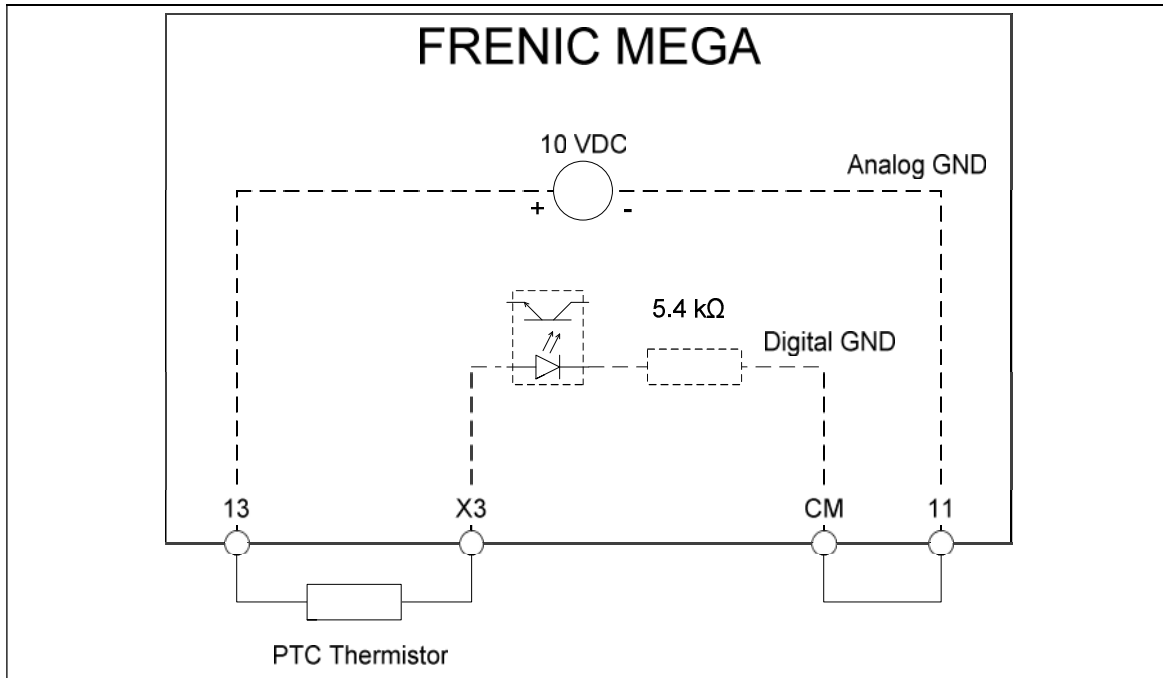 FRENIC MEGA
10 VDC
Analog GND
+ -
5.4 kΩ
Digital GND
13 X3 CM 11
PTC Thermistor